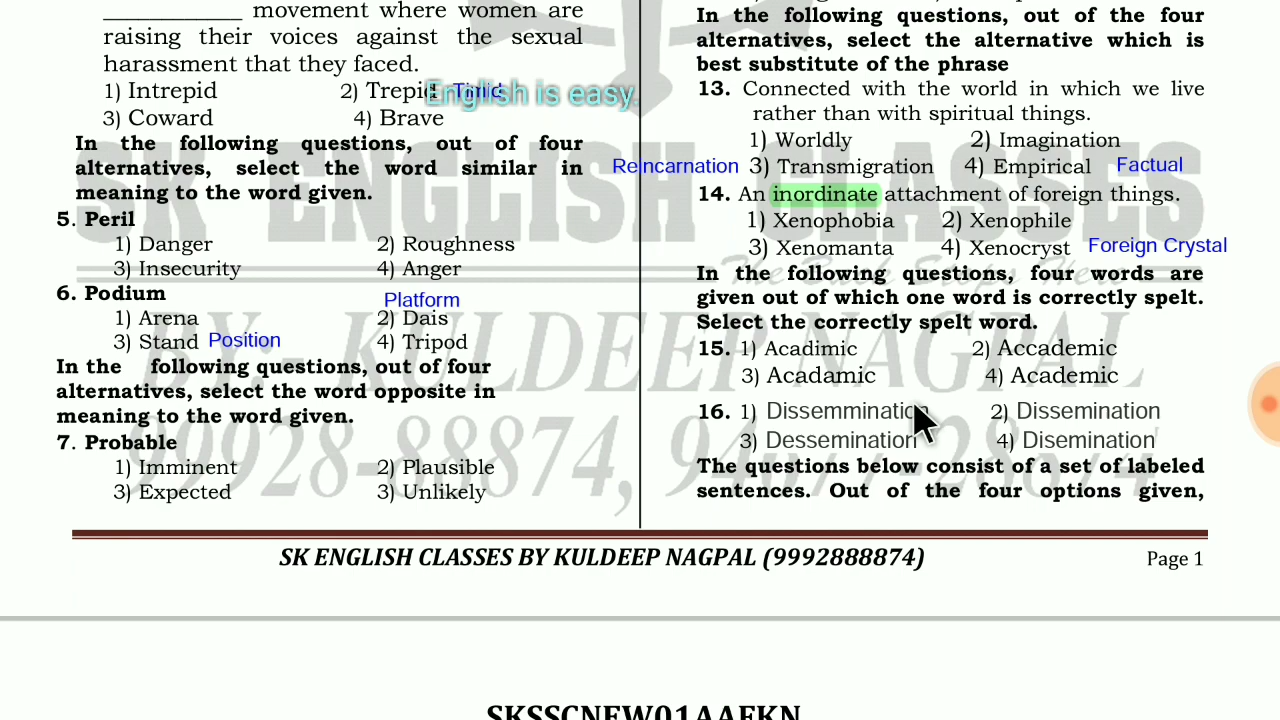 ____________ movement where women are
raising their voices against the sexual
harassment that they faced.
1) Intrepid 2) Trepid Timid
English is easy
3) Coward 4) Brave
In the following questions, out of four
alternatives, select the word similar in
meaning to the word given.
5. Peril
1) Danger 2) Roughness
3) Insecurity 4) Anger
6. Podium
Platform
1) Arena 2) Dais
3) Stand Position 4) Tripod
In the following questions, out of four
alternatives, select the word opposite in
meaning to the word given.
7. Probable
1) Imminent 2) Plausible
3) Expected 3) Unlikely
In the following questions, out of the four
alternatives, select the alternative which is
best substitute of the phrase
13. Connected with the world in which we live
rather than with spiritual things.
1) Worldly 2) Imagination
Reincarnation 3) Transmigration 4) Empirical Factual
14. An inordinate attachment of foreign things.
1) Xenophobia 2) Xenophile
3) Xenomanta 4) Xenocryst Foreign Crystal
In the following questions, four words are
given out of which one word is correctly spelt.
Select the correctly spelt word.
15. 1) Acadimic 2) Accademic
3) Acadamic 4) Academic
16. 1) Dissemmination 2) Dissemination
3) Dessemination 4) Disemination
The questions below consist of a set of labeled
sentences. Out of the four options given,
SK ENGLISH CLASSES
The Buck Stops Here
BY:- KULDEEP NAGPAL
SK ENGLISH CLASSES BY KULDEEP NAGPAL (9992888874) Page 1
SKSSCNEW01AAEKN